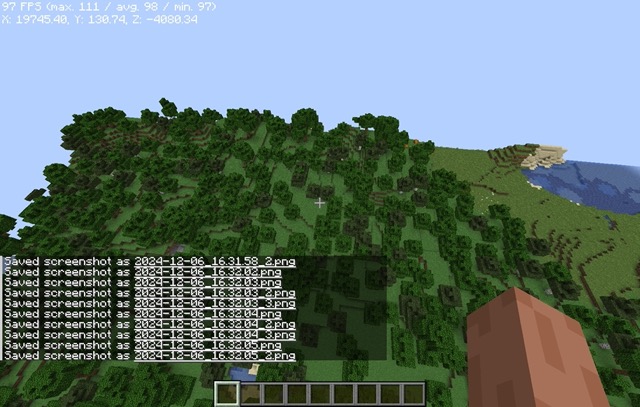 97 FPS (max. 111 / avg. 98 / min. 97)
X: 19745.40, Y: 130.74, Z: -4080.34
Saved screenshot as 2024-12-06_16.31.58_2.png
Saved screenshot as 2024-12-06_16.32.02.png
Saved screenshot as 2024-12-06_16.32.03.png
Saved screenshot as 2024-12-06_16.32.03_2.png
Saved screenshot as 2024-12-06_16.32.03_3.png
Saved screenshot as 2024-12-06_16.32.04.png
Saved screenshot as 2024-12-06_16.32.04_2.png
Saved screenshot as 2024-12-06_16.32.04_3.png
Saved screenshot as 2024-12-06_16.32.05.png
Saved screenshot as 2024-12-06_16.32.05_2.png